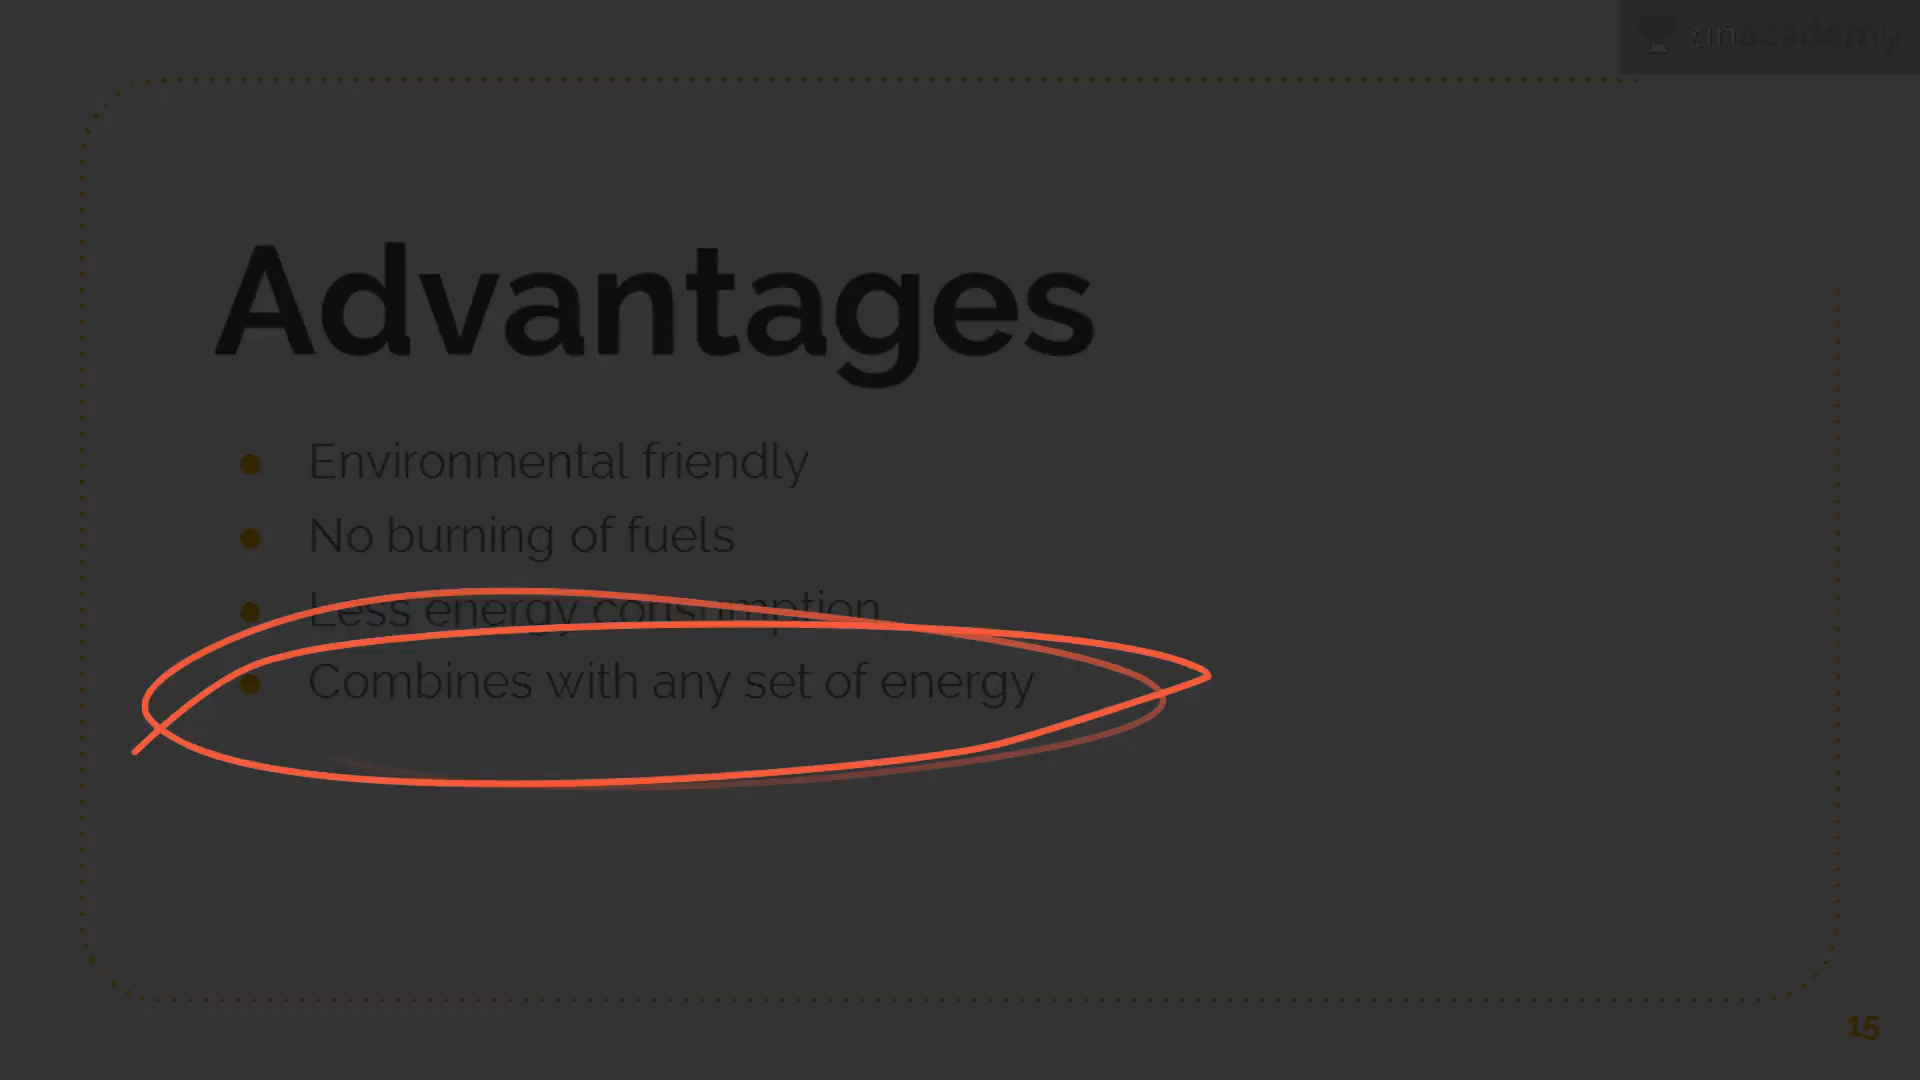 Advantages
Environmental friendly
No burning of fuels
Less energy consumption
Combines with any set of energy
15